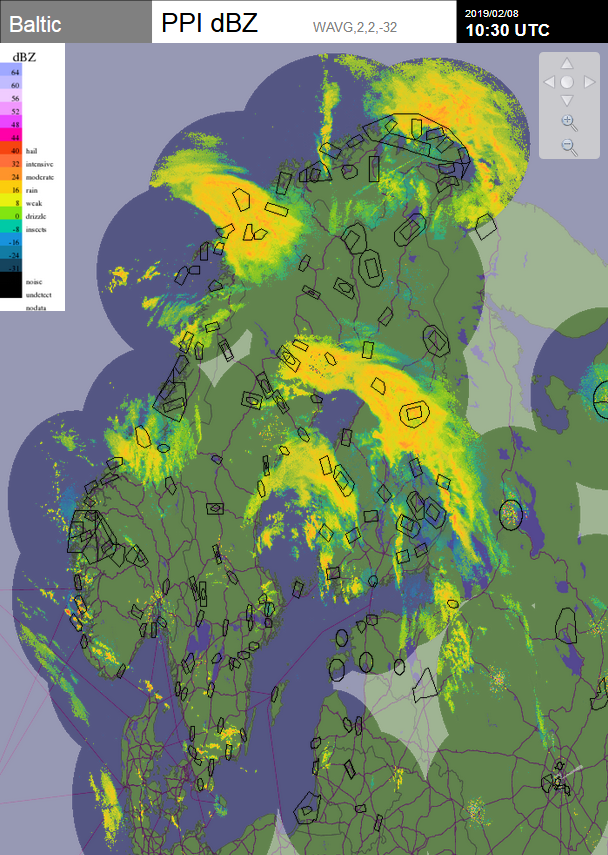 Baltic
PPI dBZ
WAVG,2,2,-32
2019/02/08
10:30 UTC
dBZ
64
60
56
52
48
44
40 hail
32 intensive
24 moderate
16 rain
8 weak
0 drizzle
-8 insects
-16
-24
-31
noise
undetect
nodata